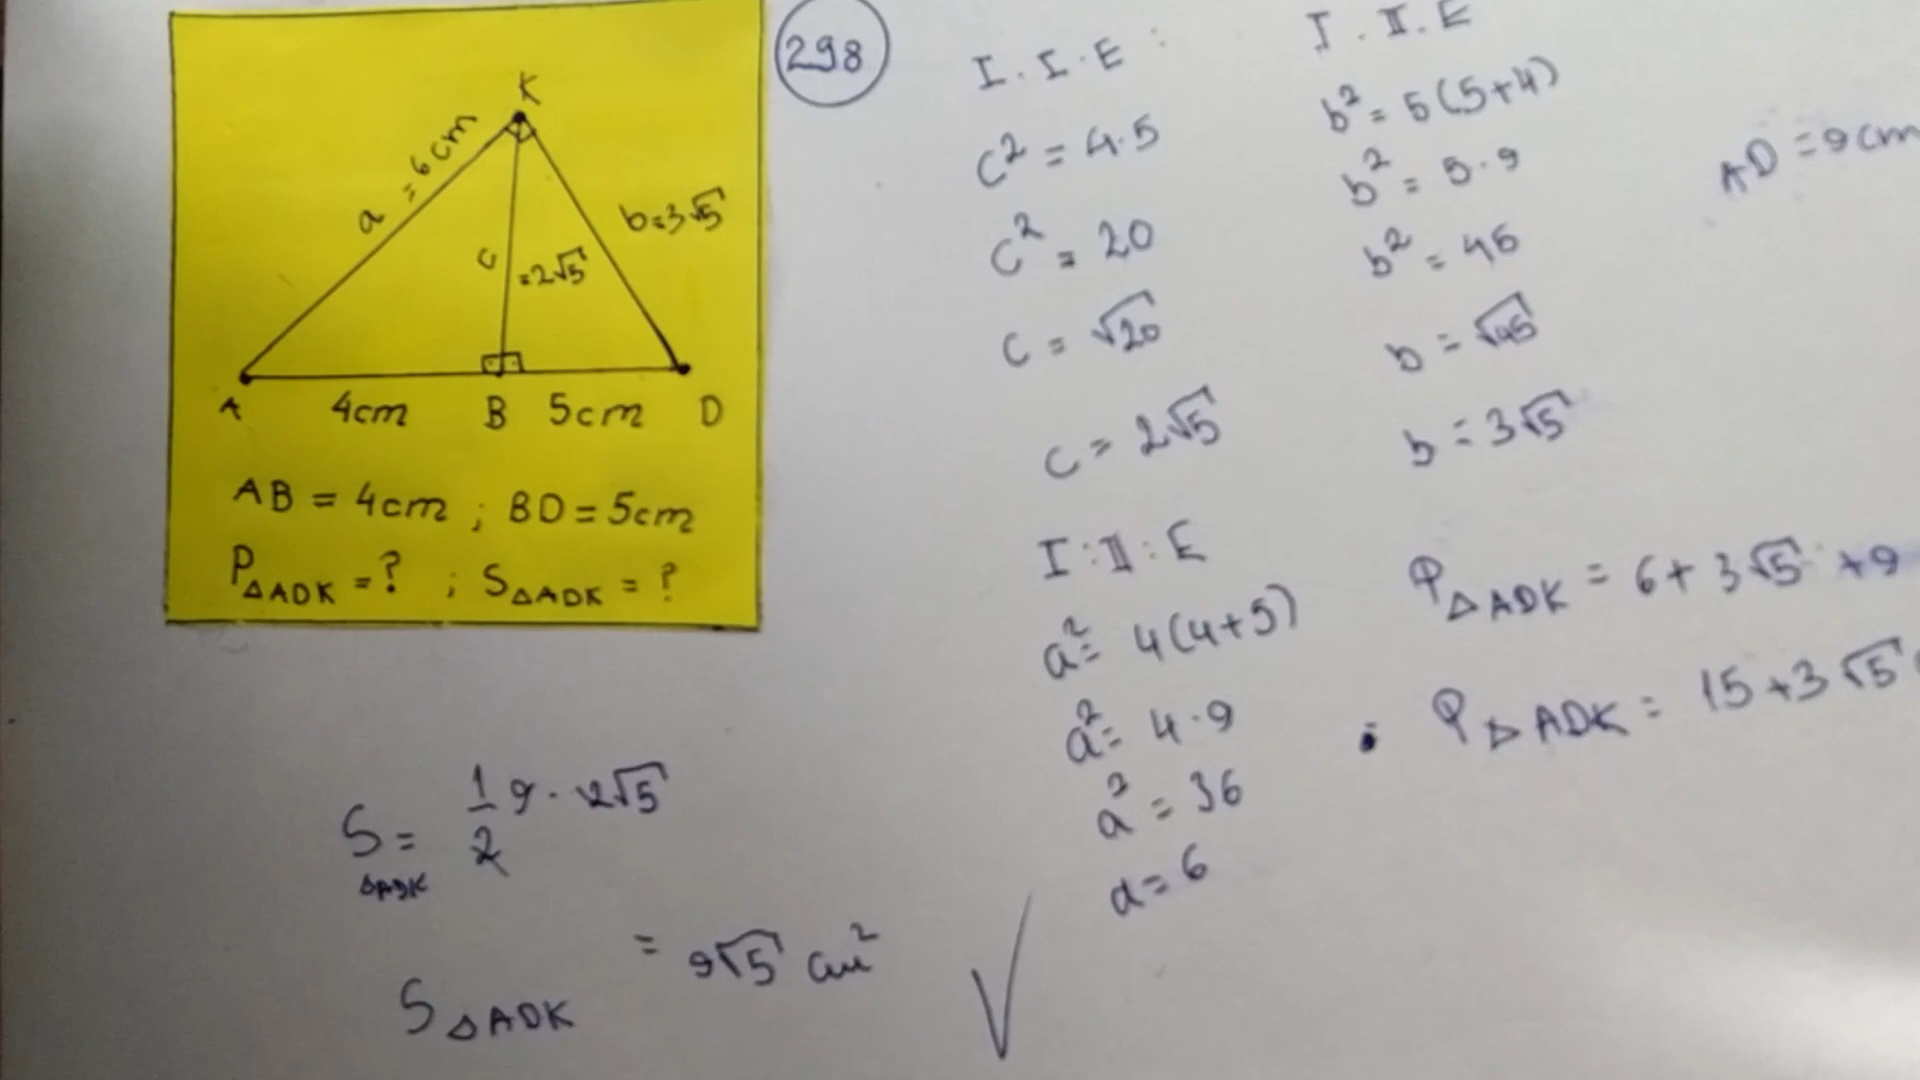 298
K
a = 6cm
b=3√5
c
=2√5
A 4cm B 5cm D
AB = 4cm ; BD = 5cm
P△ADK = ? ; S△ADK = ?
I . I . E :
c² = 4.5
c² = 20
c = √20
c = 2√5
I . II . E
b² = 5(5+4)
b² = 5.9
b² = 45
b = √45
b = 3√5
AD = 9cm
I : II : E
a² = 4(4+5)
a² = 4.9
a² = 36
a = 6
P△ADK = 6+3√5+9
P△ADK = 15+3√5
S△ADK = 1/2 9 . 2√5
S△ADK = 9√5 cm²